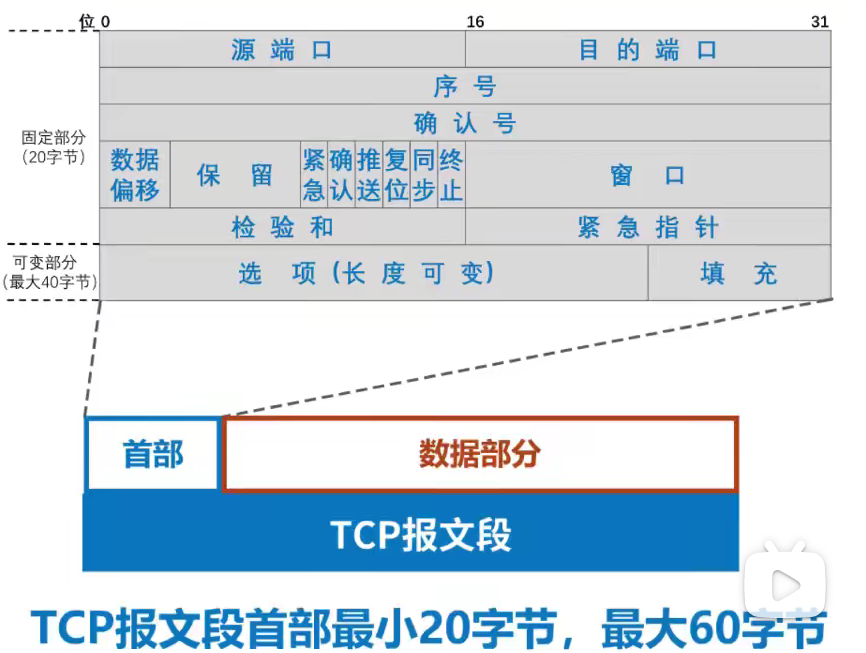 位 0 16 31
源端口 目的端口
序号
确认号
固定部分
（20字节）
数据偏移 保留 紧急 确认 推送 复位 同步 终止 窗口
检验和 紧急指针
可变部分
（最大40字节）
选项（长度可变） 填充
首部 数据部分
TCP报文段
TCP报文段首部最小20字节，最大60字节